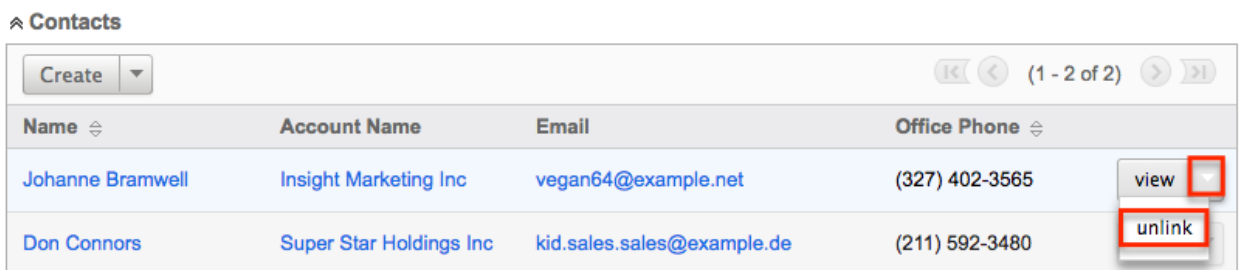 Contacts
Create (1 - 2 of 2)
Name Account Name Email Office Phone
Johanne Bramwell Insight Marketing Inc vegan64@example.net (327) 402-3565 view
Don Connors Super Star Holdings Inc kid.sales.sales@example.de (211) 592-3480 unlink